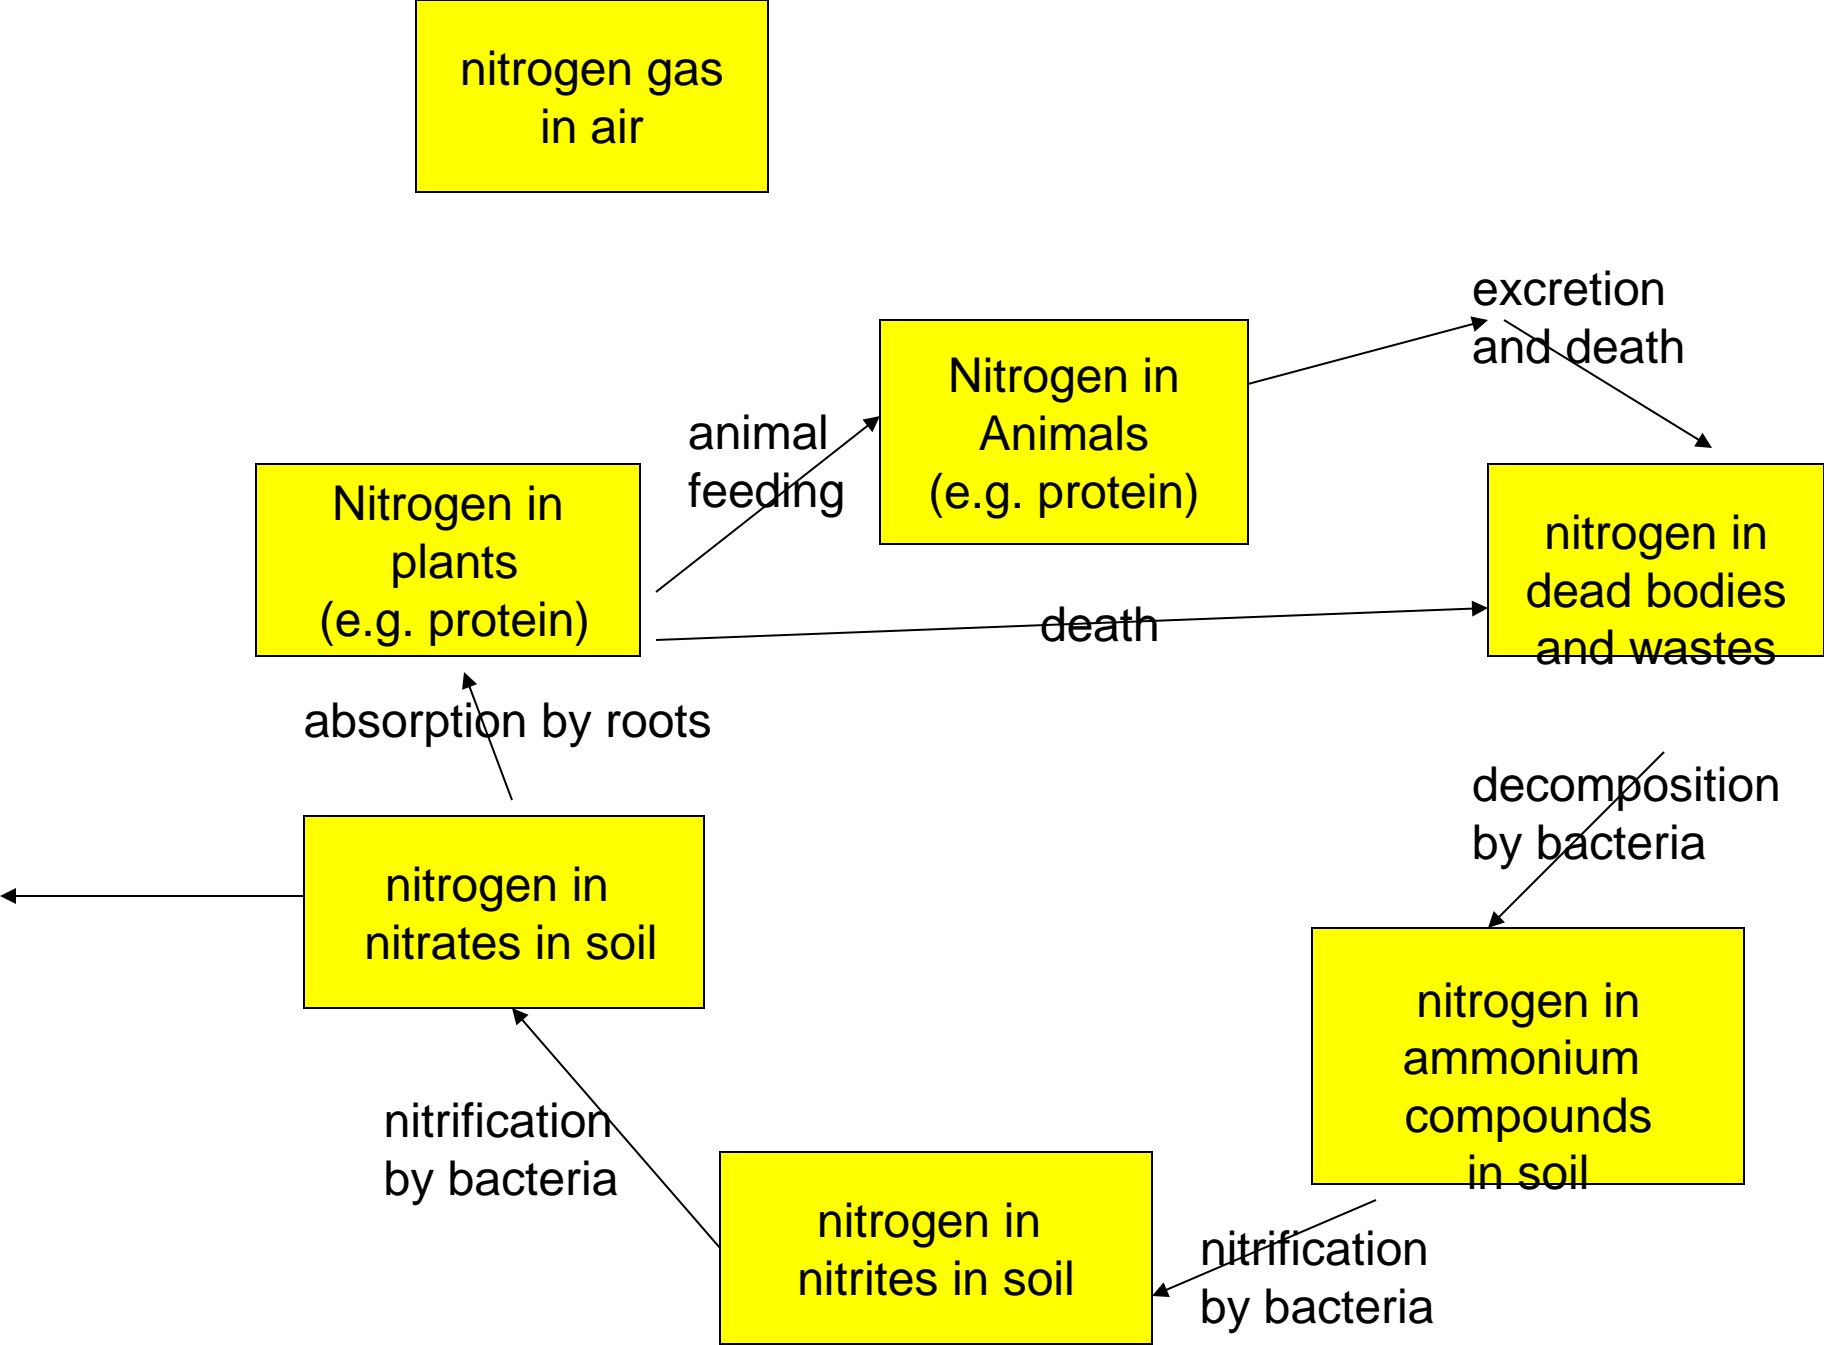 nitrogen gas
in air
excretion
and death
Nitrogen in
Animals
(e.g. protein)
animal
feeding
Nitrogen in
plants
(e.g. protein)
nitrogen in
dead bodies
and wastes
death
absorption by roots
decomposition
by bacteria
nitrogen in
nitrates in soil
nitrogen in
ammonium
compounds
in soil
nitrification
by bacteria
nitrogen in
nitrites in soil
nitrification
by bacteria